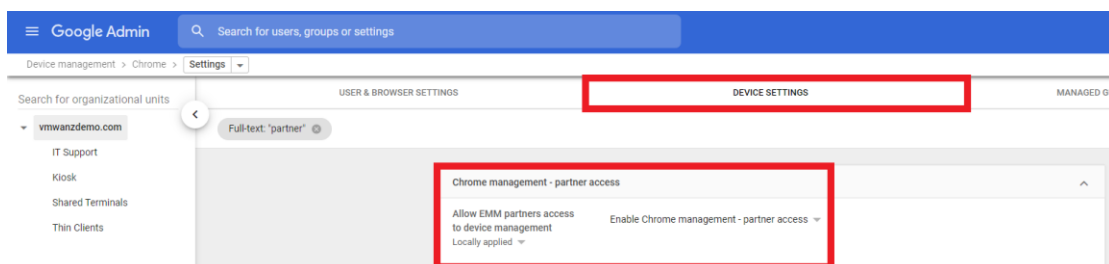 Google Admin
Search for users, groups or settings
Device management > Chrome > Settings
Search for organizational units
USER & BROWSER SETTINGS
DEVICE SETTINGS
MANAGED G
vmwanzdemo.com
Full-text: "partner"
IT Support
Kiosk
Shared Terminals
Thin Clients
Chrome management - partner access
Allow EMM partners access
to device management
Locally applied
Enable Chrome management - partner access